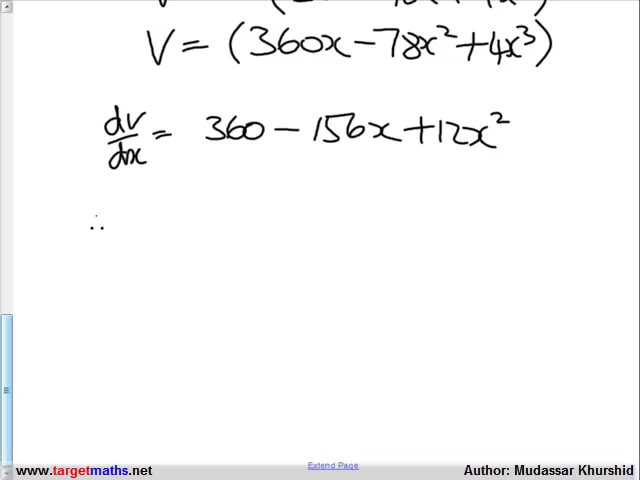 V = (360x - 78x² + 4x³)
dv/dx = 360 - 156x + 12x²
∴
Extend Page
www.targetmaths.net
Author: Mudassar Khurshid